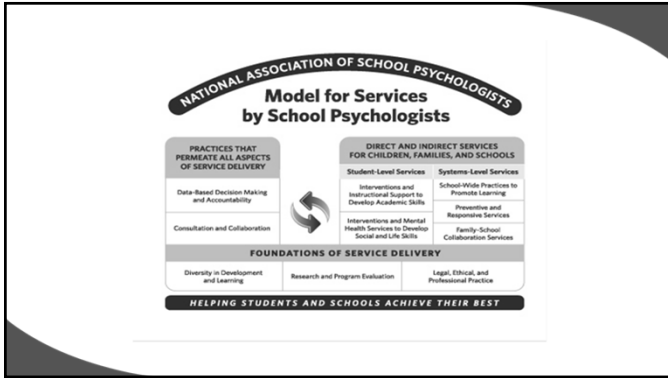 NATIONAL ASSOCIATION OF SCHOOL PSYCHOLOGISTS
Model for Services
by School Psychologists
PRACTICES THAT
PERMEATE ALL ASPECTS
OF SERVICE DELIVERY
Data-Based Decision Making
and Accountability
Consultation and Collaboration
DIRECT AND INDIRECT SERVICES
FOR CHILDREN, FAMILIES, AND SCHOOLS
Student-Level Services
Interventions and
Instructional Support to
Develop Academic Skills
Interventions and Mental
Health Services to Develop
Social and Life Skills
Systems-Level Services
School-Wide Practices to
Promote Learning
Preventive and
Responsive Services
Family-School
Collaboration Services
FOUNDATIONS OF SERVICE DELIVERY
Diversity in Development
and Learning
Research and Program Evaluation
Legal, Ethical, and
Professional Practice
HELPING STUDENTS AND SCHOOLS ACHIEVE THEIR BEST